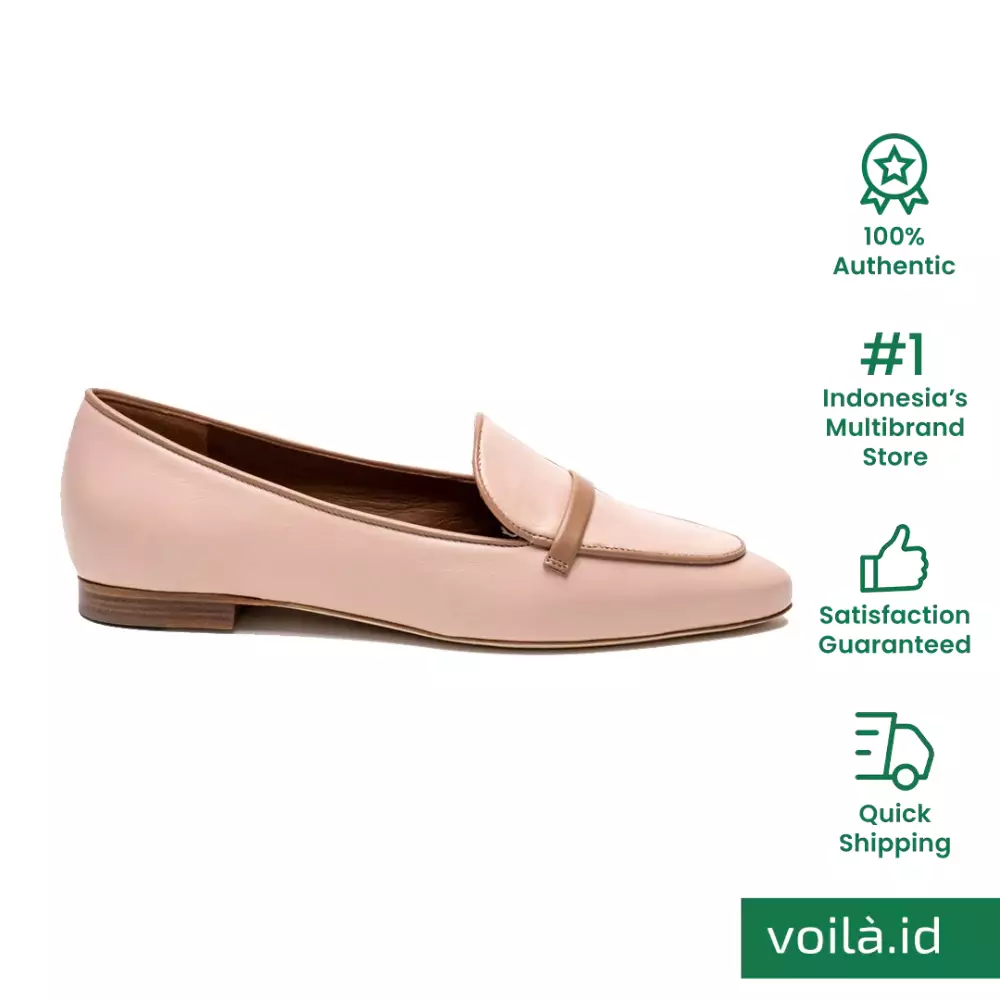 100%
Authentic
#1
Indonesia's
Multibrand
Store
Satisfaction
Guaranteed
Quick
Shipping
voilà.id